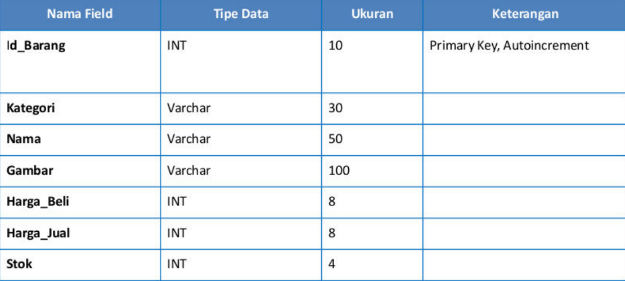 Nama Field Tipe Data Ukuran Keterangan
Id_Barang INT 10 Primary Key, Autoincrement
Kategori Varchar 30
Nama Varchar 50
Gambar Varchar 100
Harga_Beli INT 8
Harga_Jual INT 8
Stok INT 4